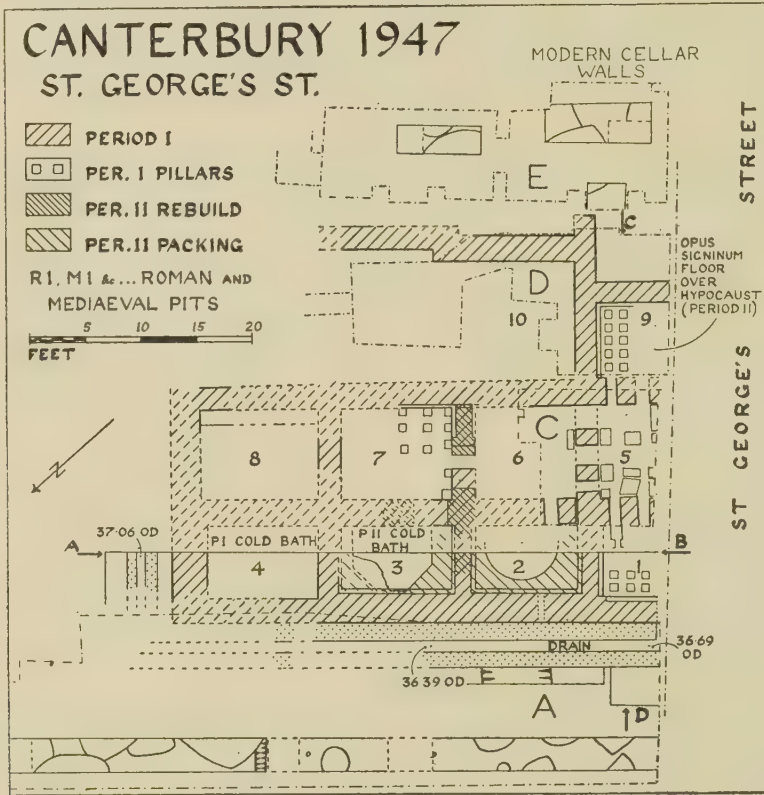 CANTERBURY 1947
ST. GEORGE'S ST.
PERIOD I
PER. I PILLARS
PER. II REBUILD
PER. II PACKING
R1, M1 &c... ROMAN AND
MEDIAEVAL PITS
5 10 15 20
FEET
MODERN CELLAR
WALLS
STREET
ST GEORGE'S
E
C
OPUS
SIGNINUM
FLOOR
OVER
HYPOCAUST
(PERIOD II)
D
10
9
N
8
7
6
C
5
37·06 OD
A
PI COLD BATH
4
PII COLD
BATH
3
2
1
B
DRAIN
36·69
OD
36 39 OD
A
D